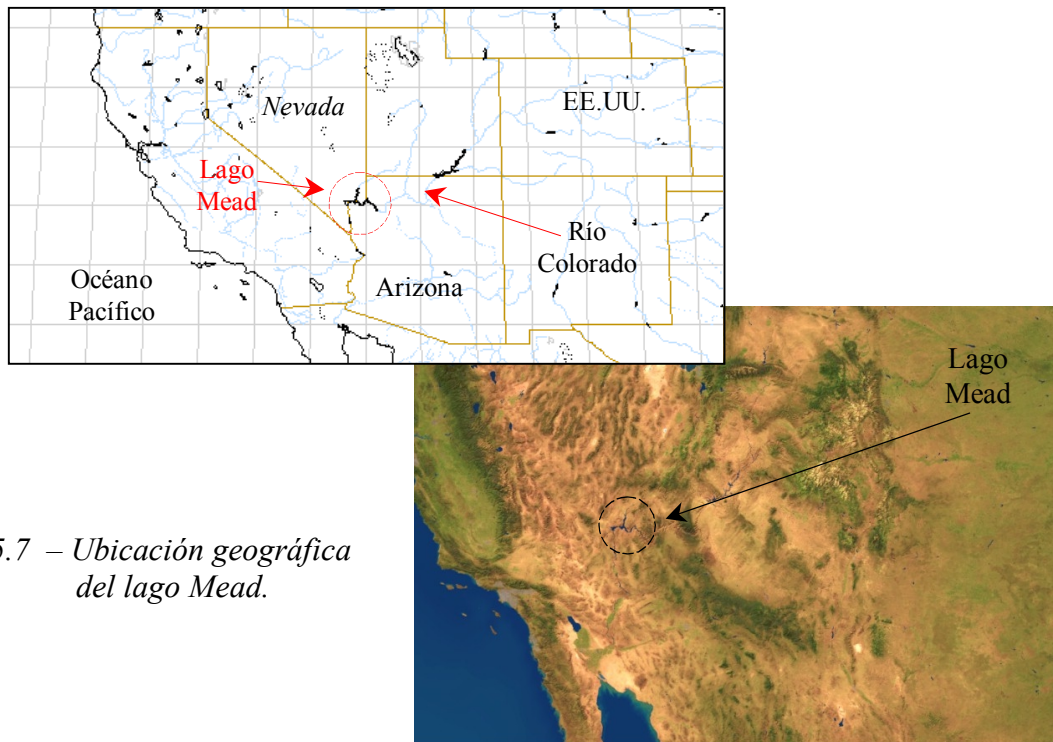 Nevada
EE.UU.
Lago
Mead
Río
Colorado
Océano
Pacífico
Arizona
Lago
Mead
5.7 – Ubicación geográfica
del lago Mead.